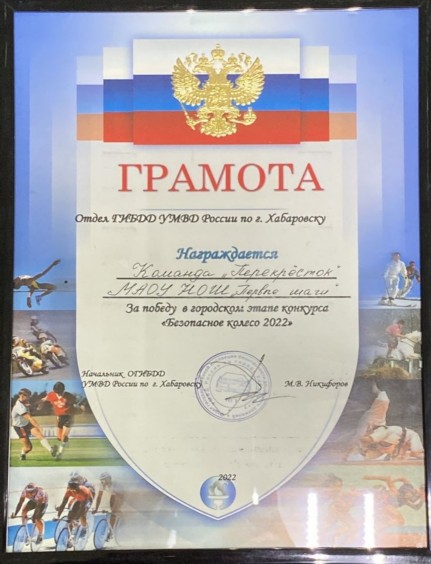 ГРАМОТА
Отдел ГИБДД УМВД России по г. Хабаровску
Награждается
Команда „Перекрёсток"
МАОУ НОШ „Первые шаги"
За победу в городском этапе конкурса
«Безопасное колесо 2022»
Начальник ОГИБДД
УМВД России по г. Хабаровску
М.В. Никифоров
2022